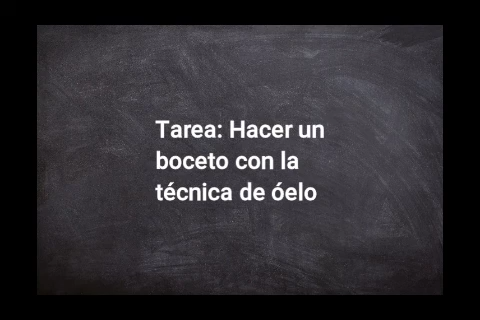 Tarea: Hacer un
boceto con la
técnica de óelo